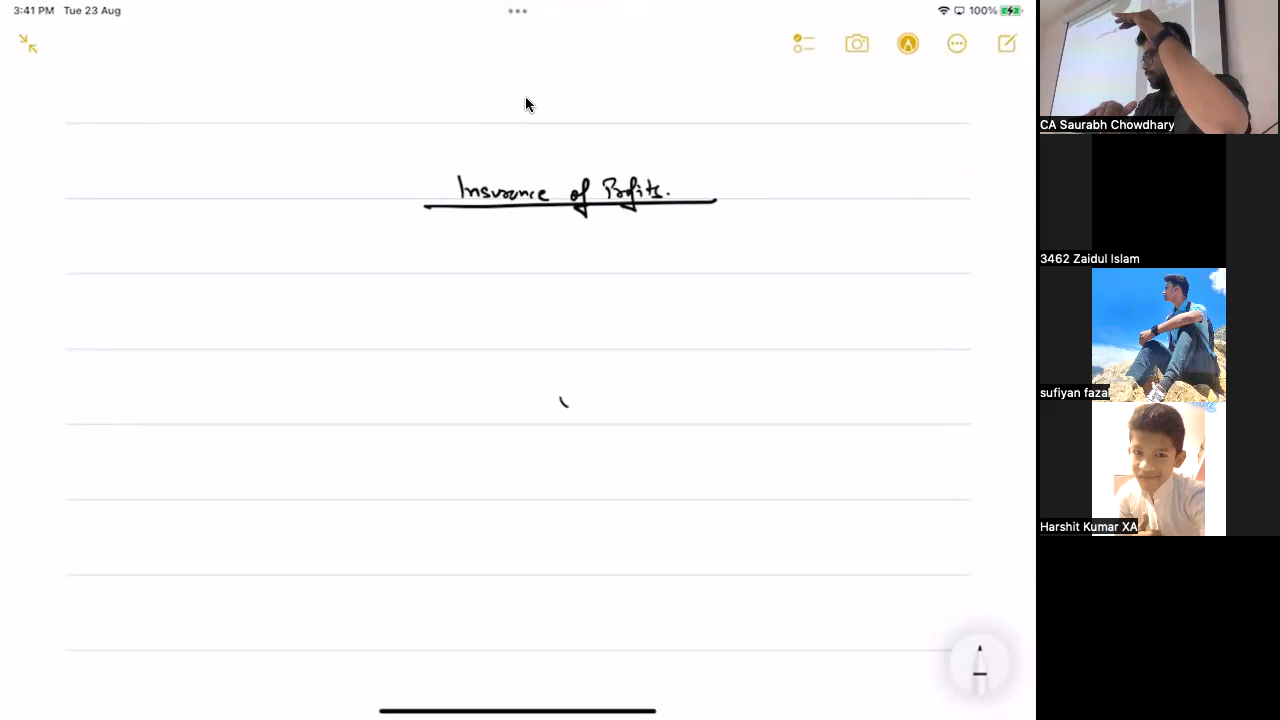 3:41 PM Tue 23 Aug
100%
Insurance of Profits.
CA Saurabh Chowdhary
3462 Zaidul Islam
sufiyan fazal
Harshit Kumar XA